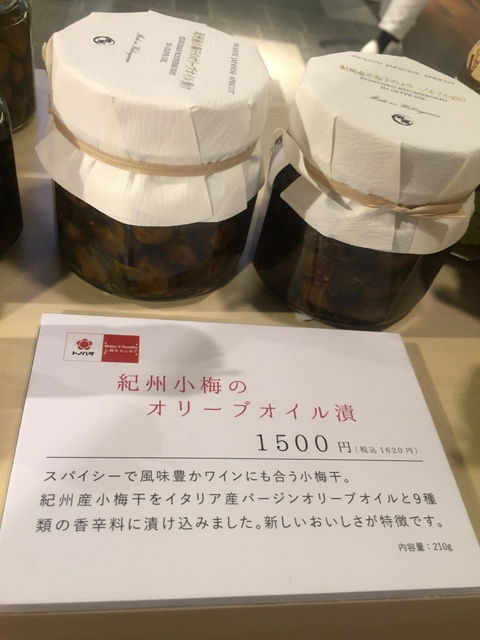 トノハタ
紀州小梅の
オリーブオイル漬
1500円(税込1620円)
スパイシーで風味豊かワインにも合う小梅干。
紀州産小梅干をイタリア産バージンオリーブオイルと9種
類の香辛料に漬け込みました。新しいおいしさが特徴です。
内容量：210g